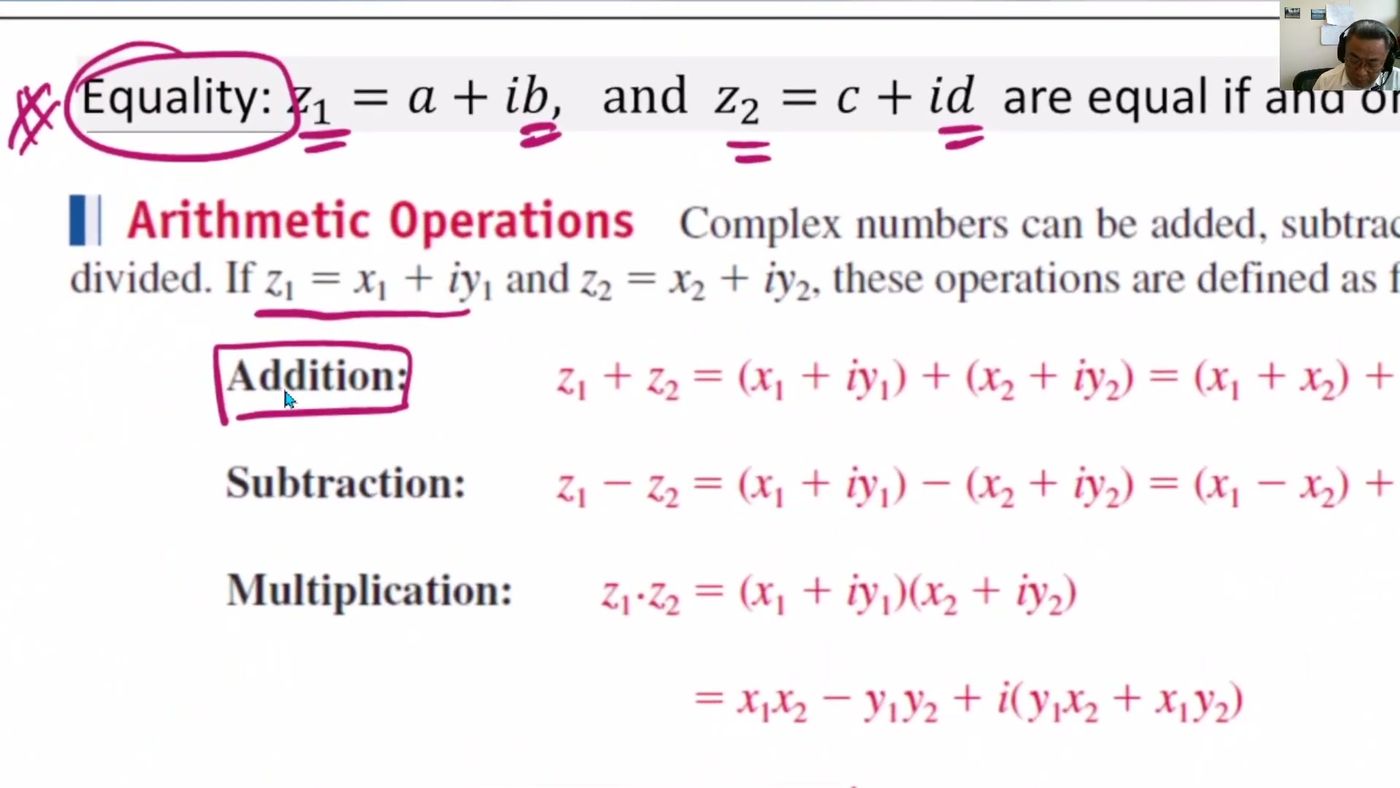 Equality: z₁ = a + ib, and z₂ = c + id are equal if and
Arithmetic Operations Complex numbers can be added, subtrac
divided. If z₁ = x₁ + iy₁ and z₂ = x₂ + iy₂, these operations are defined as f
Addition: z₁ + z₂ = (x₁ + iy₁) + (x₂ + iy₂) = (x₁ + x₂) +
Subtraction: z₁ − z₂ = (x₁ + iy₁) − (x₂ + iy₂) = (x₁ − x₂) +
Multiplication: z₁·z₂ = (x₁ + iy₁)(x₂ + iy₂)
= x₁x₂ − y₁y₂ + i(y₁x₂ + x₁y₂)